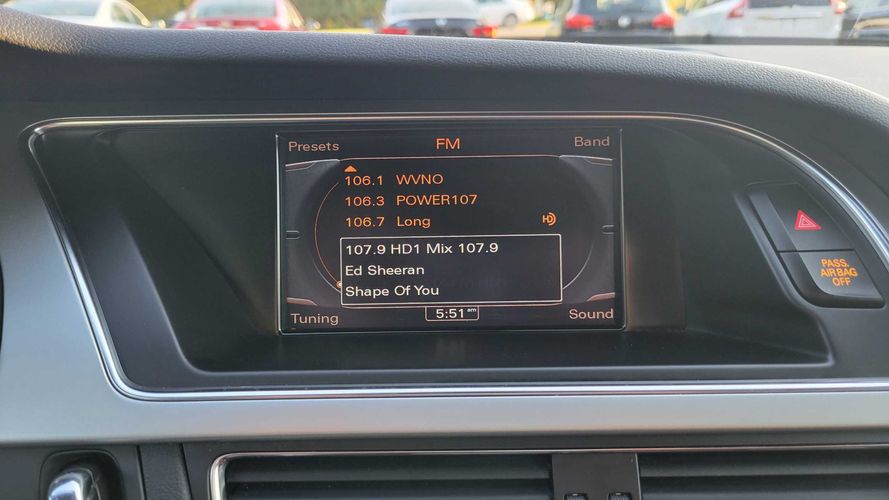 Presets FM Band
106.1 WVNO
106.3 POWER107
106.7 Long HD
107.9 HD1 Mix 107.9
Ed Sheeran
Shape Of You
Tuning 5:51 am Sound
PASS.
AIR BAG
OFF